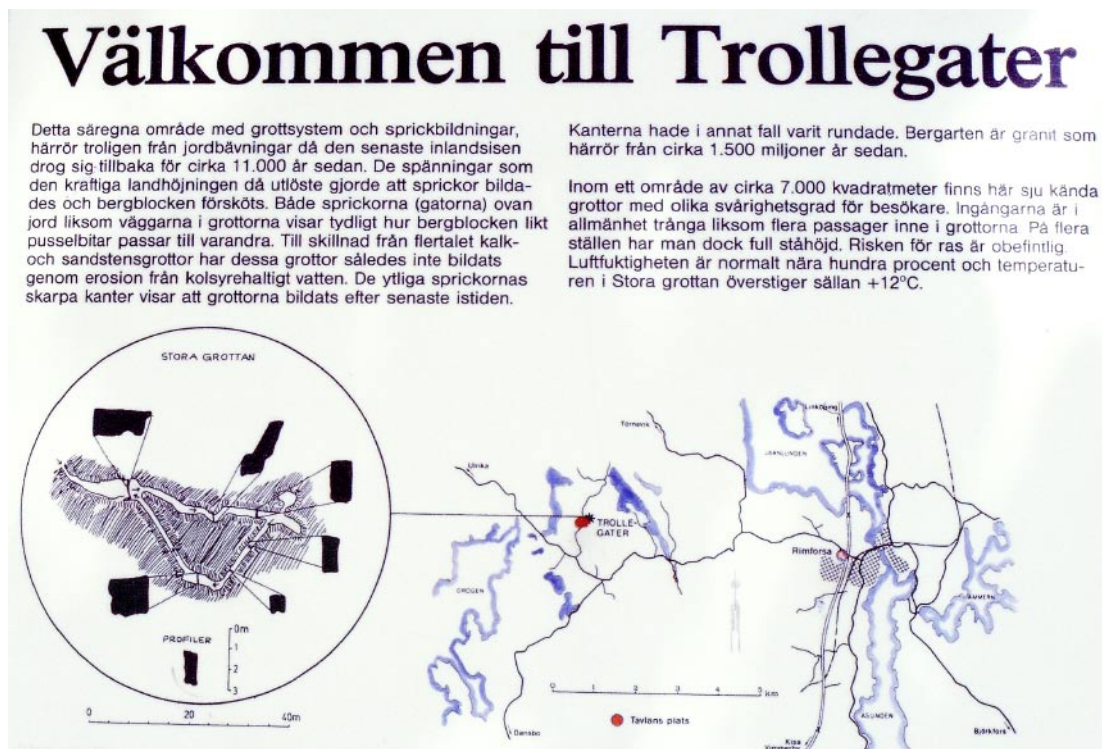 Välkommen till Trollegater
Detta säregna område med grottsystem och sprickbildningar,
härrör troligen från jordbävningar då den senaste inlandsisen
drog sig tillbaka för cirka 11.000 år sedan. De spänningar som
den kraftiga landhöjningen då utlöste gjorde att sprickor bilda-
des och bergblocken försköts. Både sprickorna (gatorna) ovan
jord liksom väggarna i grottorna visar tydligt hur bergblocken likt
pusselbitar passar till varandra. Till skillnad från flertalet kalk-
och sandstensgrottor har dessa grottor således inte bildats
genom erosion från kolsyrehaltigt vatten. De ytliga sprickornas
skarpa kanter visar att grottorna bildats efter senaste istiden.
Kanterna hade i annat fall varit rundade. Bergarten är granit som
härrör från cirka 1.500 miljoner år sedan.
Inom ett område av cirka 7.000 kvadratmeter finns här sju kända
grottor med olika svårighetsgrad för besökare. Ingångarna är i
allmänhet trånga liksom flera passager inne i grottorna. På flera
ställen har man dock full ståhöjd. Risken för ras är obefintlig.
Luftfuktigheten är normalt nära hundra procent och temperatu-
ren i Stora grottan överstiger sällan +12°C.
STORA GROTTAN
PROFILER
0m
1
2
3
0 20 40m
Linköping
Törnevik
JÄRNLUNDEN
Ulrika
TROLLE-
GATER
Rimforsa
DROGEN
ÄMMERN
0 1 2 3 4 5 km
Tavlans plats
ÅSUNDEN
Dansbo
Kisa
Vimmerby
Björkfors